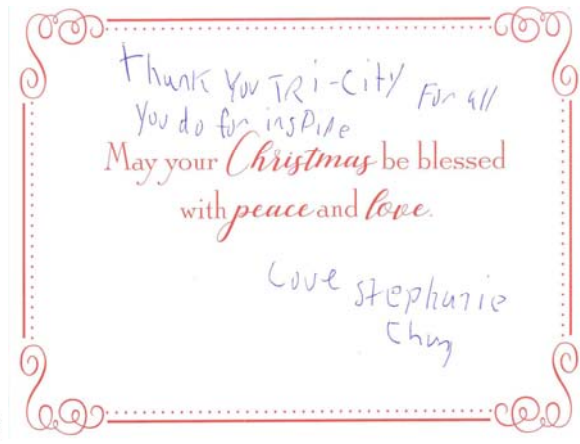 Thank You TRi-City For all
You do for insPire
May your Christmas be blessed
with peace and love.
Love Stephanie
Chung